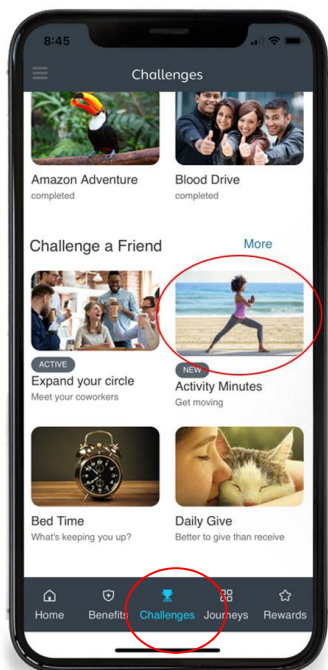 8:45
Challenges
Amazon Adventure
completed
Blood Drive
completed
Challenge a Friend
More
ACTIVE
Expand your circle
Meet your coworkers
NEW
Activity Minutes
Get moving
Bed Time
What's keeping you up?
Daily Give
Better to give than receive
Home
Benefits
Challenges
Journeys
Rewards